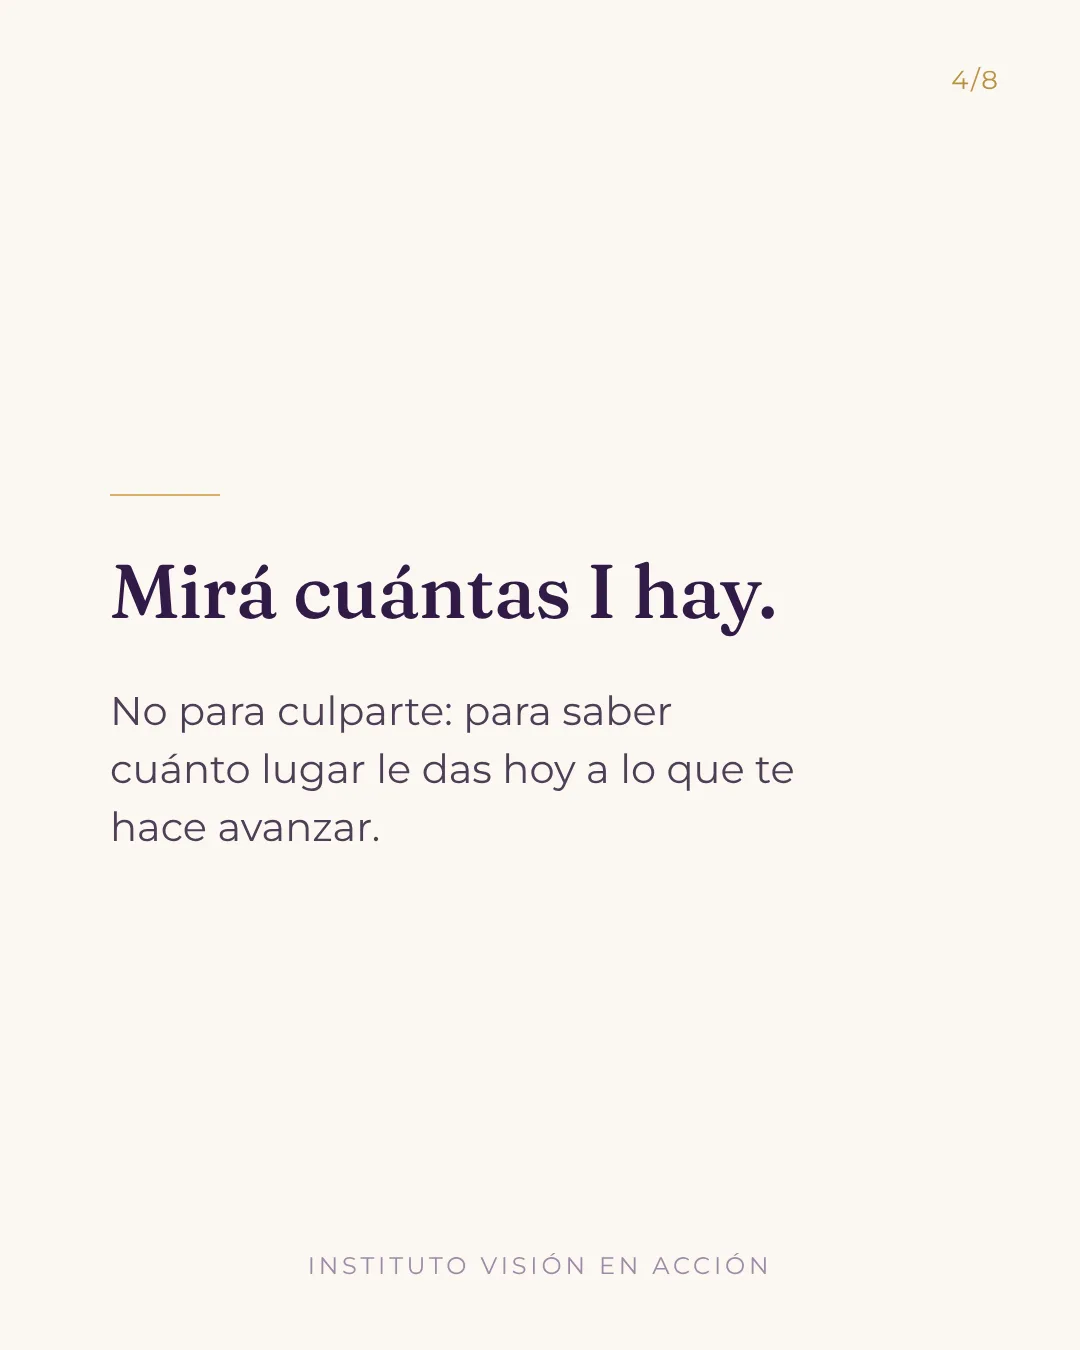 4/8
Mirá cuántas I hay.
No para culparte: para saber
cuánto lugar le das hoy a lo que te
hace avanzar.
INSTITUTO VISIÓN EN ACCIÓN